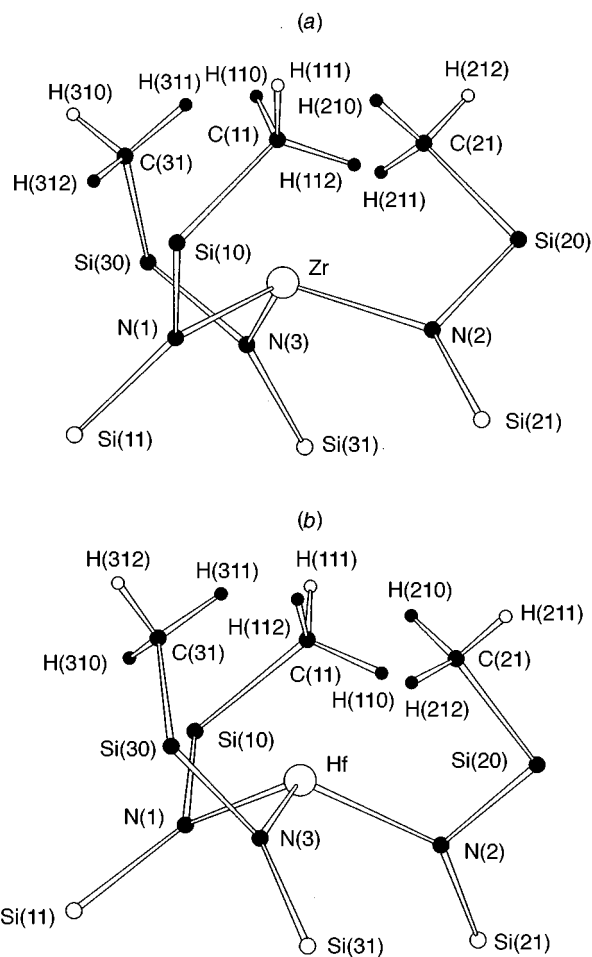 (a)
H(310) H(311) H(110) H(111) H(212)
H(210)
C(11) C(21)
C(31)
H(312) H(112) H(211)
Si(10) Si(20)
Si(30) Zr
N(1) N(3) N(2)
Si(11) Si(31) Si(21)
(b)
H(312) H(311) H(111)
H(210) H(211)
H(112)
H(310) C(31) C(11) C(21)
H(110) H(212)
Si(30) Si(10) Si(20)
Hf
N(1) N(3) N(2)
Si(11) Si(31) Si(21)